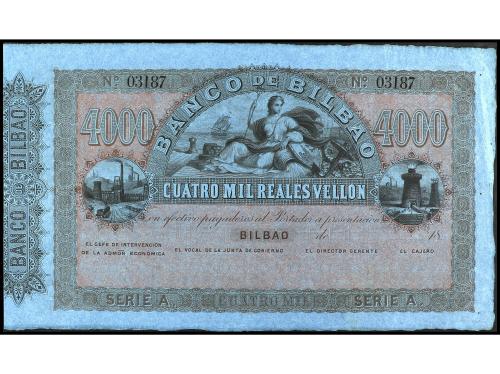 BANCO DE BILBAO
Nº 03187 Nº 03187
BANCO DE BILBAO
4000 4000
CUATRO MIL REALES VELLON
en efectivo pagaderos al Portador a presentacion
BILBAO de 18
EL GEFE DE INTERVENCION
DE LA ADMON ECONOMICA
EL VOCAL DE LA JUNTA DE GOBIERNO
EL DIRECTOR GERENTE
EL CAJERO
SERIE A. CUATRO MIL SERIE A.